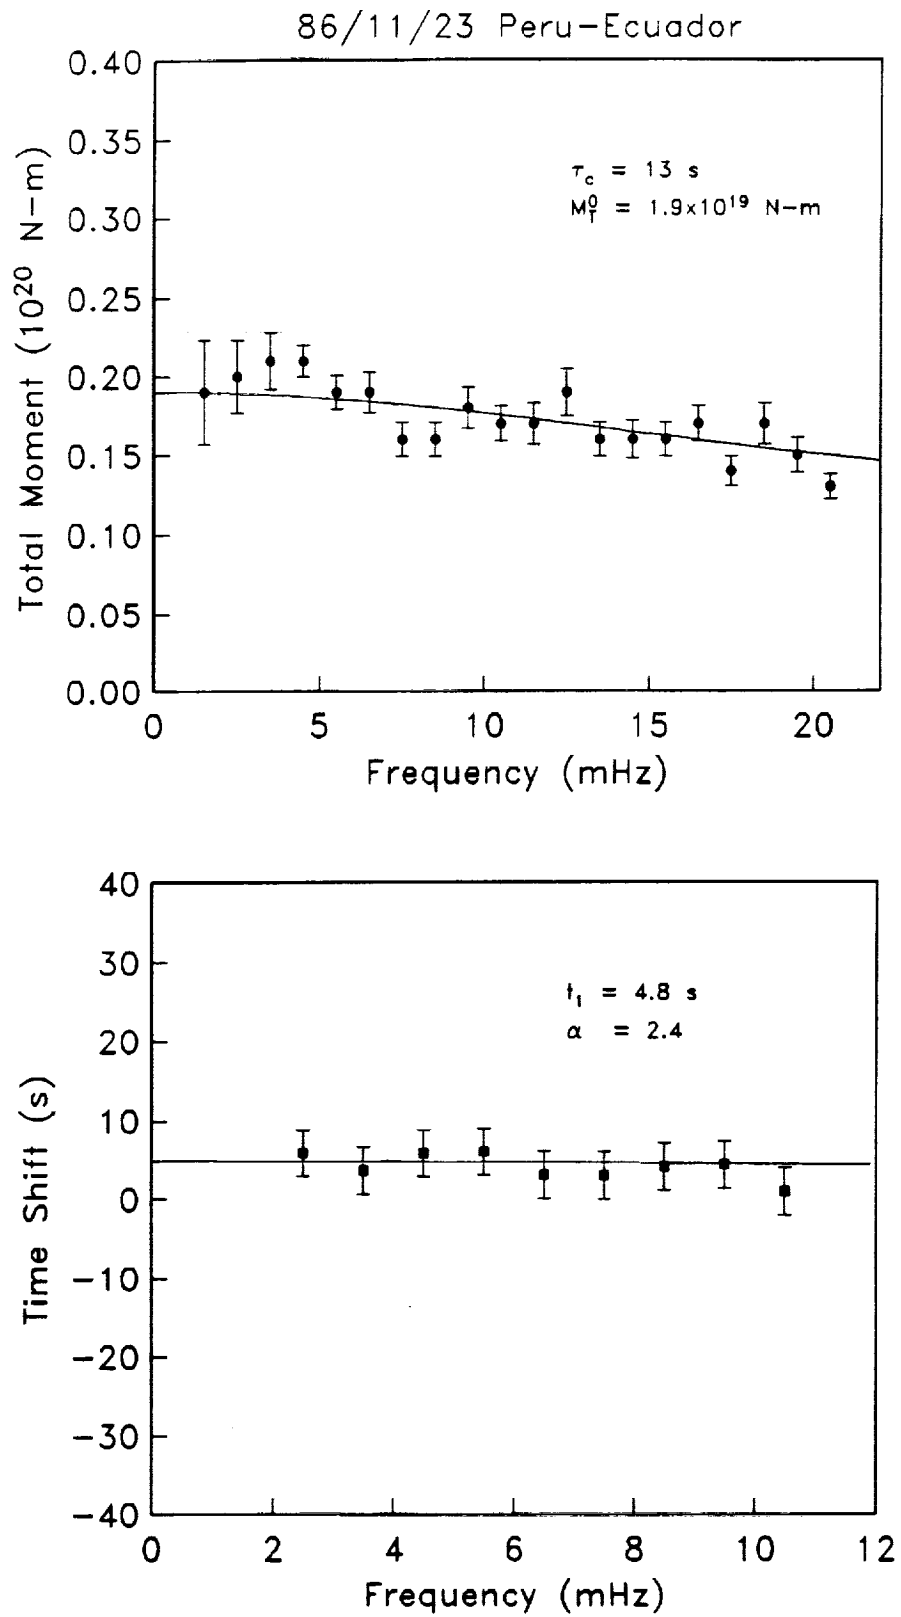 86/11/23 Peru-Ecuador
0.40
0.35
0.30
0.25
0.20
0.15
0.10
0.05
0.00
Total Moment (10²⁰ N-m)
τc = 13 s
M⁰T = 1.9x10¹⁹ N-m
0 5 10 15 20
Frequency (mHz)
40
30
20
10
0
-10
-20
-30
-40
Time Shift (s)
t₁ = 4.8 s
α = 2.4
0 2 4 6 8 10 12
Frequency (mHz)